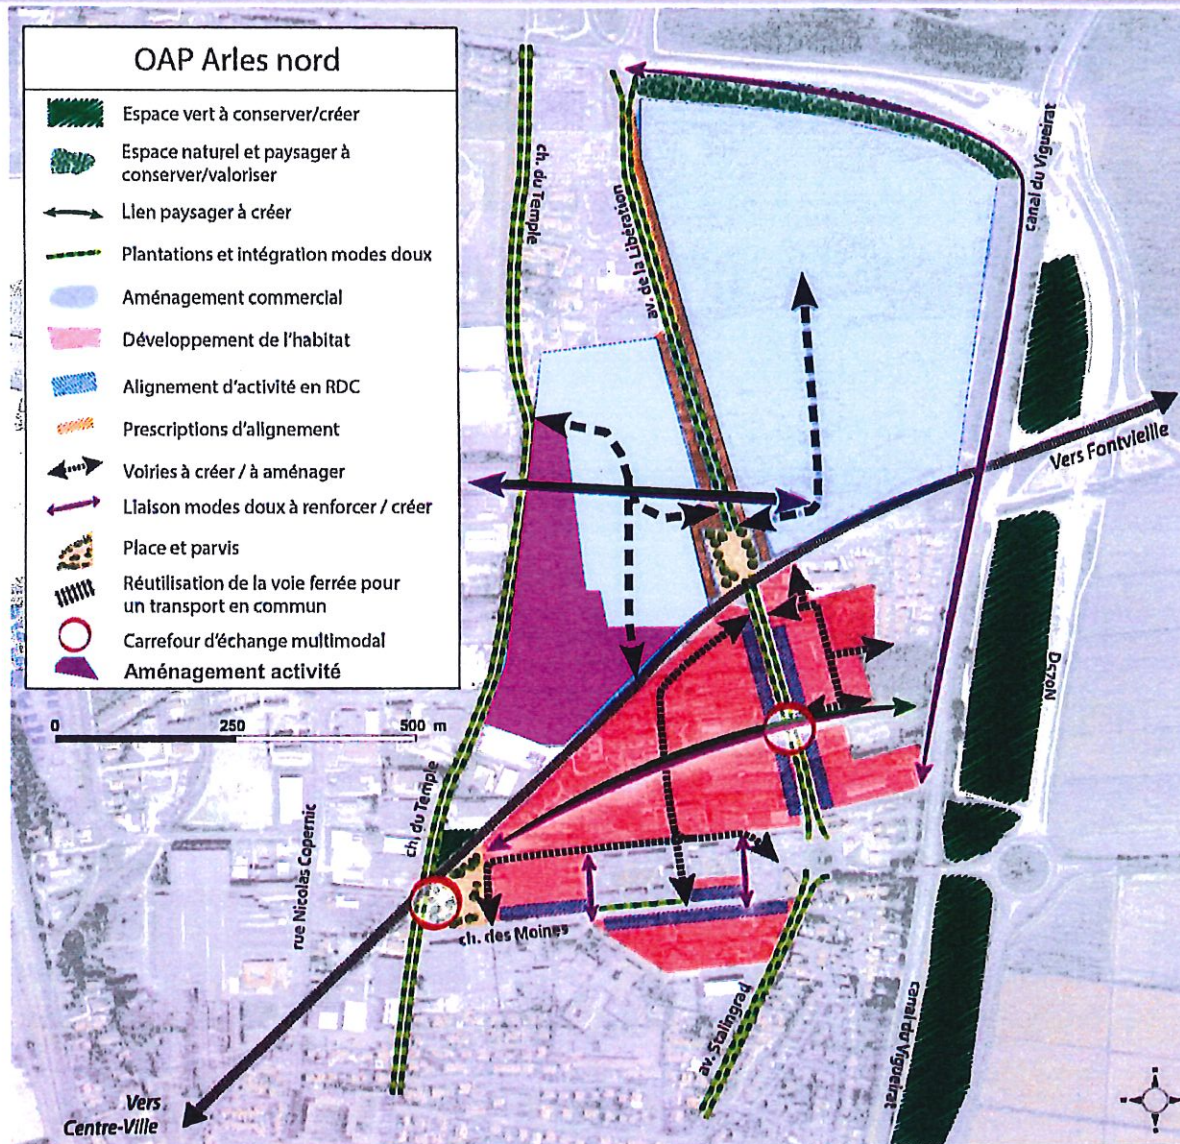 OAP Arles nord
Espace vert à conserver/créer
Espace naturel et paysager à
conserver/valoriser
Lien paysager à créer
Plantations et intégration modes doux
Aménagement commercial
Développement de l'habitat
Alignement d'activité en RDC
Prescriptions d'alignement
Voiries à créer / à aménager
Liaison modes doux à renforcer / créer
Place et parvis
Réutilisation de la voie ferrée pour
un transport en commun
Carrefour d'échange multimodal
Aménagement activité
0 250 500 m
ch. du Temple
av. de la Libération
canal du Vigueirat
Vers Fontvieille
D570N
ch. du Temple
rue Nicolas Copernic
ch. des Moines
av. Stalingrad
canal du Vigueirat
Vers
Centre-Ville